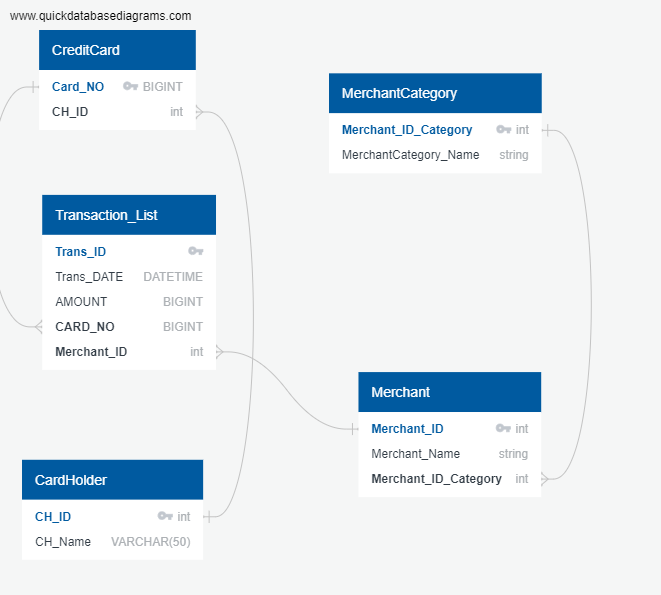 www.quickdatabasediagrams.com
CreditCard
Card_NO BIGINT
CH_ID int
MerchantCategory
Merchant_ID_Category int
MerchantCategory_Name string
Transaction_List
Trans_ID
Trans_DATE DATETIME
AMOUNT BIGINT
CARD_NO BIGINT
Merchant_ID int
Merchant
Merchant_ID int
Merchant_Name string
Merchant_ID_Category int
CardHolder
CH_ID int
CH_Name VARCHAR(50)